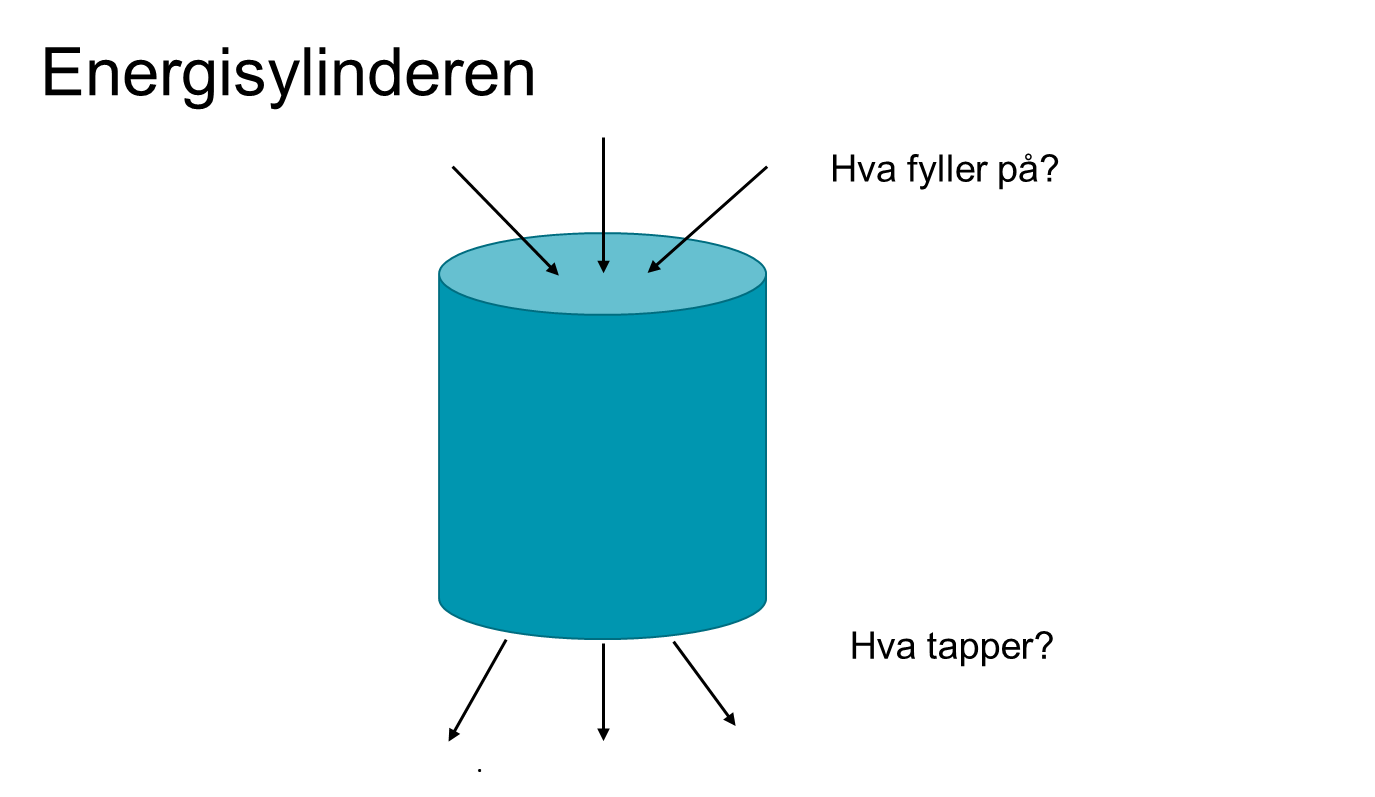 Energisylinderen
Hva fyller på?
Hva tapper?
.